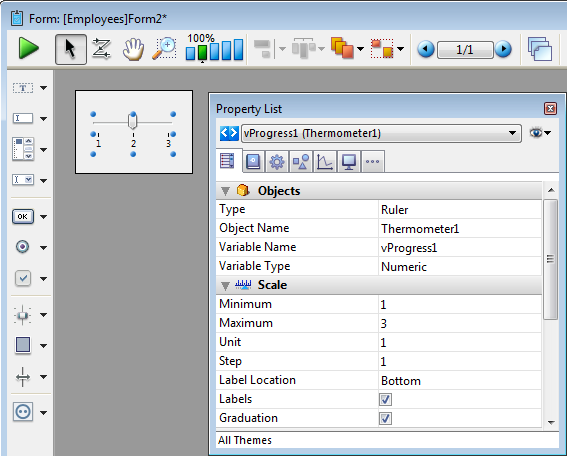 Form: [Employees]Form2*
100%
1/1
1 2 3
OK
Property List
vProgress1 (Thermometer1)
Objects
Type Ruler
Object Name Thermometer1
Variable Name vProgress1
Variable Type Numeric
Scale
Minimum 1
Maximum 3
Unit 1
Step 1
Label Location Bottom
Labels
Graduation
All Themes